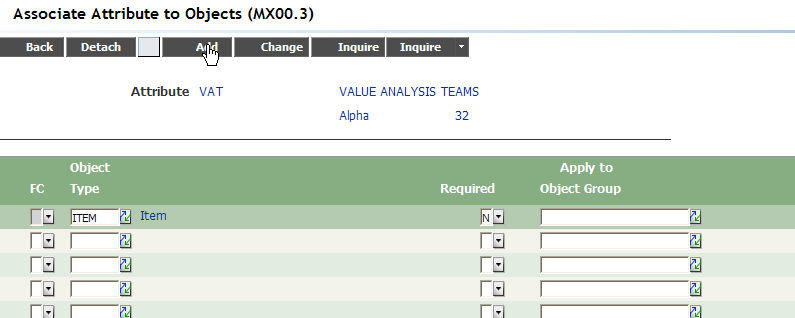 Associate Attribute to Objects (MX00.3)
Back Detach Add Change Inquire Inquire
Attribute VAT VALUE ANALYSIS TEAMS
Alpha 32
Object Apply to
FC Type Required Object Group
ITEM Item N